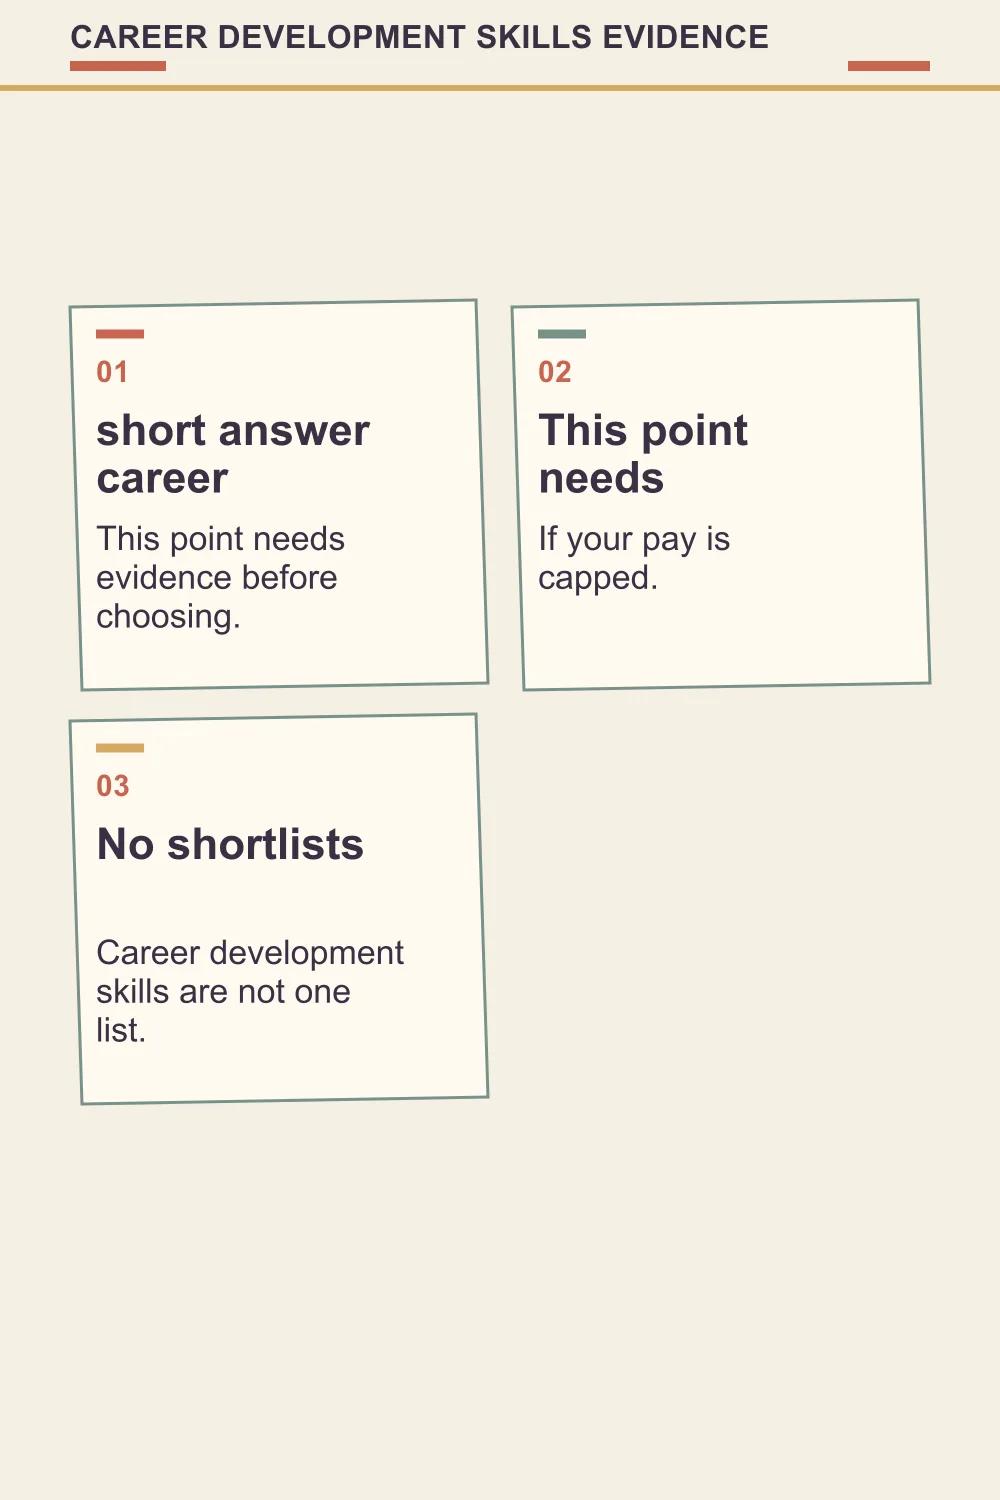 CAREER DEVELOPMENT SKILLS EVIDENCE
01
short answer
career
This point needs
evidence before
choosing.
02
This point
needs
If your pay is
capped.
03
No shortlists
Career development
skills are not one
list.